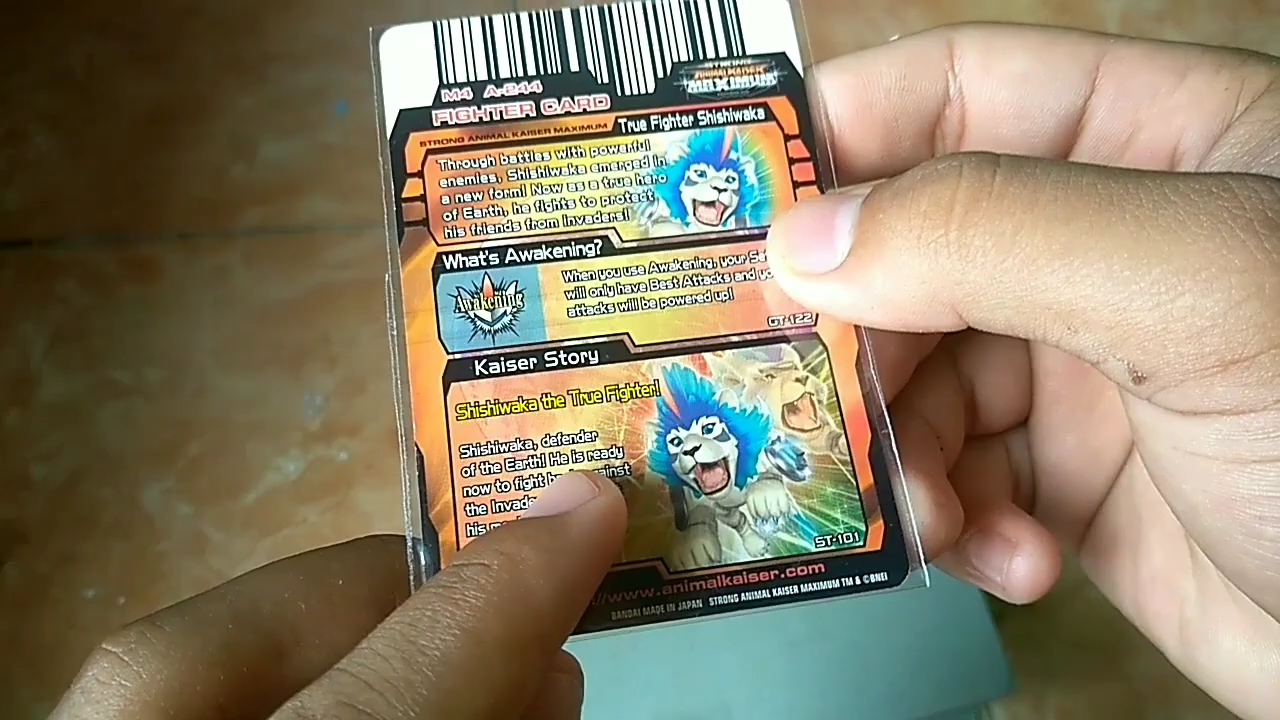 M4 A-244
FIGHTER CARD
STRONG
ANIMAL KAISER
MAXIMUM
STRONG ANIMAL KAISER MAXIMUM
True Fighter Shishiwaka
Through battles with powerful
enemies, Shishiwaka emerged in
a new form! Now as a true hero
of Earth, he fights to protect
his friends from invaders!
What's Awakening?
Awakening
When you use Awakening, your
will only have Best Attacks and
attacks will be powered up!
GT-122
Kaiser Story
Shishiwaka the True Fighter!
Shishiwaka, defender
of the Earth! He is ready
now to fight
the
his
ST-101
//www.animalkaiser.com
BANDAI MADE IN JAPAN STRONG ANIMAL KAISER MAXIMUM TM & ©BNEI